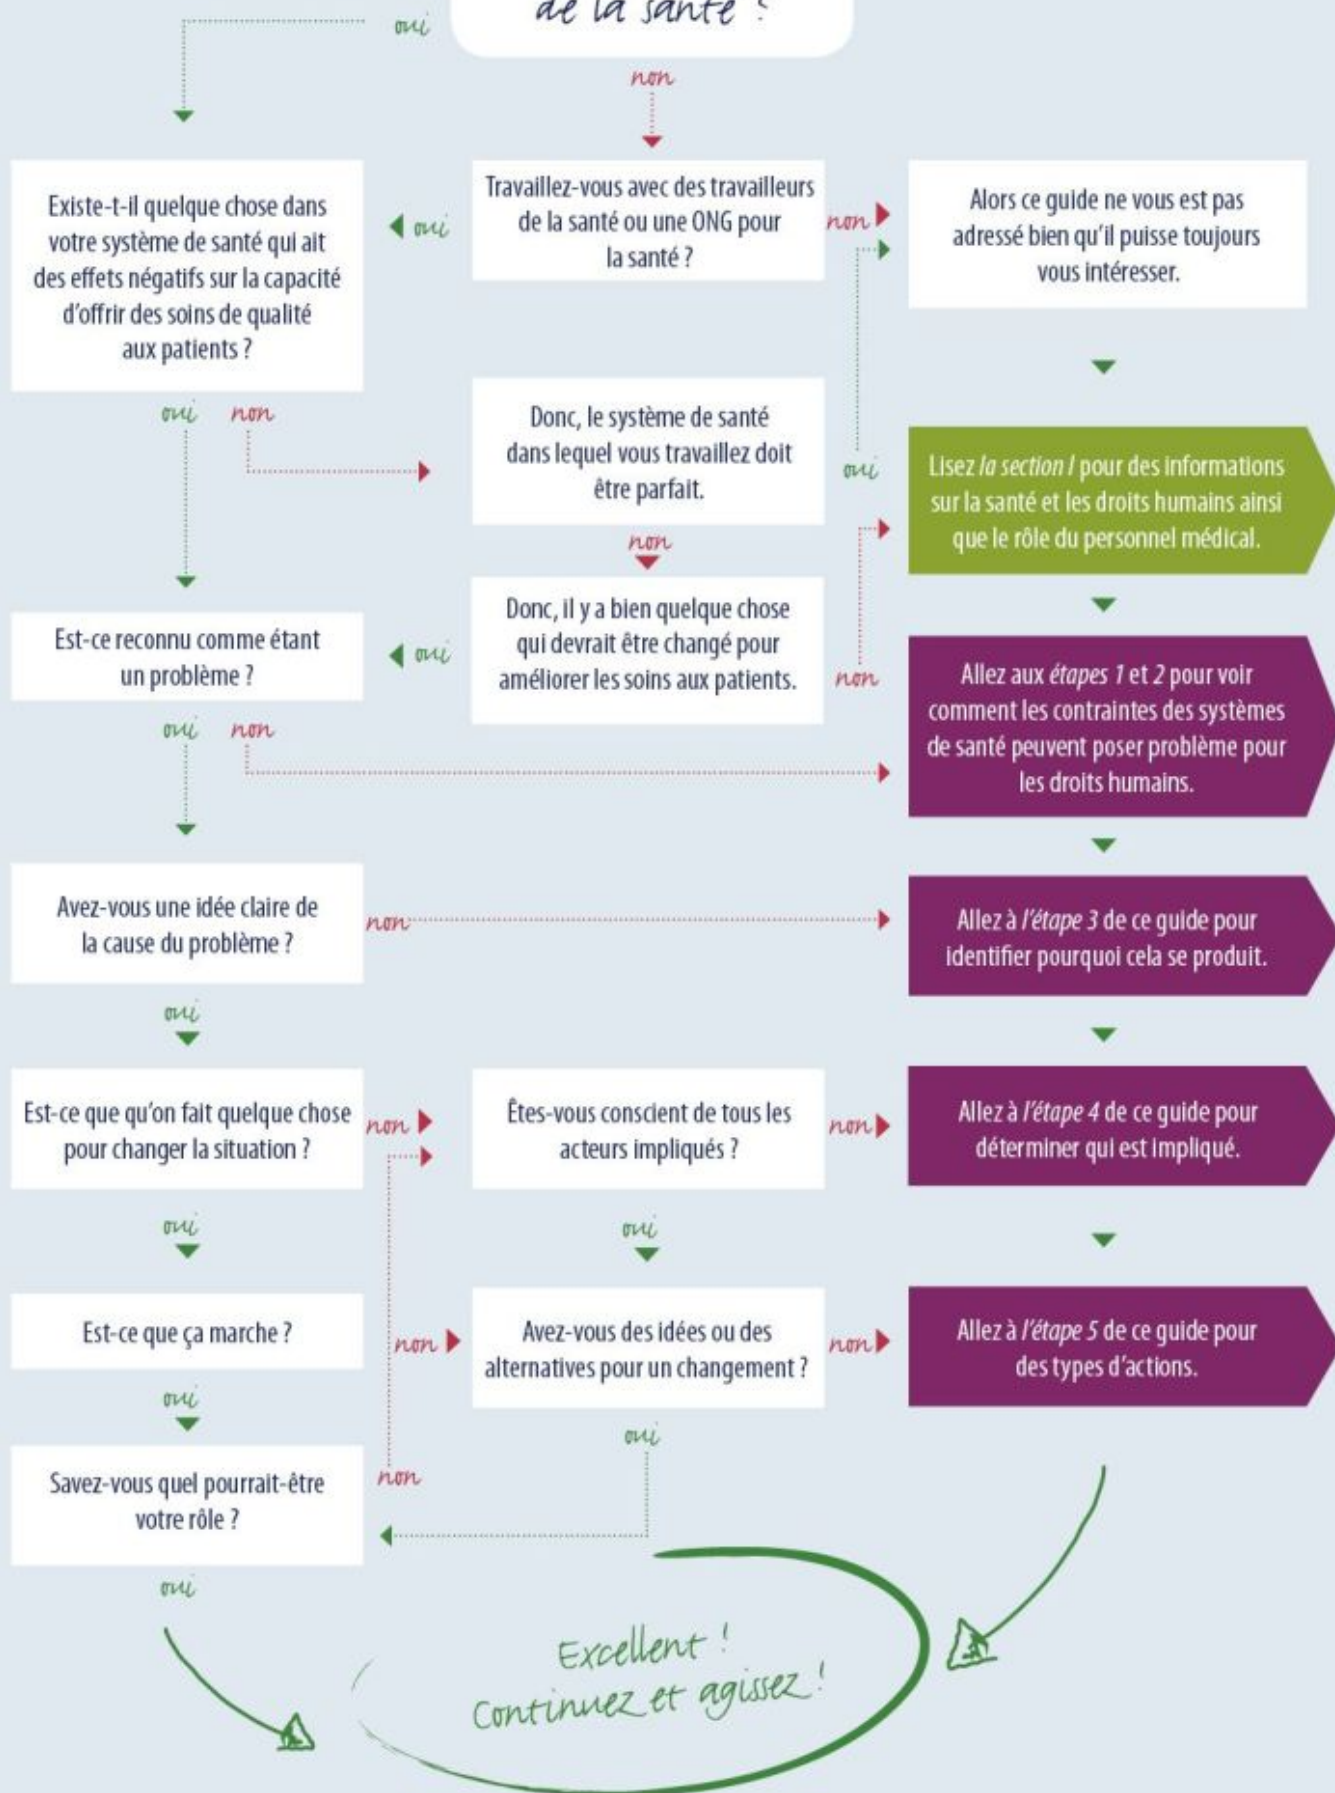 de la santé ?
oui
non
Existe-t-il quelque chose dans
votre système de santé qui ait
des effets négatifs sur la capacité
d'offrir des soins de qualité
aux patients ?
oui
Travaillez-vous avec des travailleurs
de la santé ou une ONG pour
la santé ?
non
Alors ce guide ne vous est pas
adressé bien qu'il puisse toujours
vous intéresser.
oui non
Donc, le système de santé
dans lequel vous travaillez doit
être parfait.
oui
non
Lisez la section I pour des informations
sur la santé et les droits humains ainsi
que le rôle du personnel médical.
Donc, il y a bien quelque chose
qui devrait être changé pour
améliorer les soins aux patients.
oui
non
Est-ce reconnu comme étant
un problème ?
oui non
Allez aux étapes 1 et 2 pour voir
comment les contraintes des systèmes
de santé peuvent poser problème pour
les droits humains.
Avez-vous une idée claire de
la cause du problème ?
non
Allez à l'étape 3 de ce guide pour
identifier pourquoi cela se produit.
oui
Est-ce que qu'on fait quelque chose
pour changer la situation ?
non
Êtes-vous conscient de tous les
acteurs impliqués ?
non
Allez à l'étape 4 de ce guide pour
déterminer qui est impliqué.
oui
oui
Est-ce que ça marche ?
non
Avez-vous des idées ou des
alternatives pour un changement ?
non
Allez à l'étape 5 de ce guide pour
des types d'actions.
oui
oui
Savez-vous quel pourrait-être
votre rôle ?
non
oui
Excellent !
Continuez et agissez !